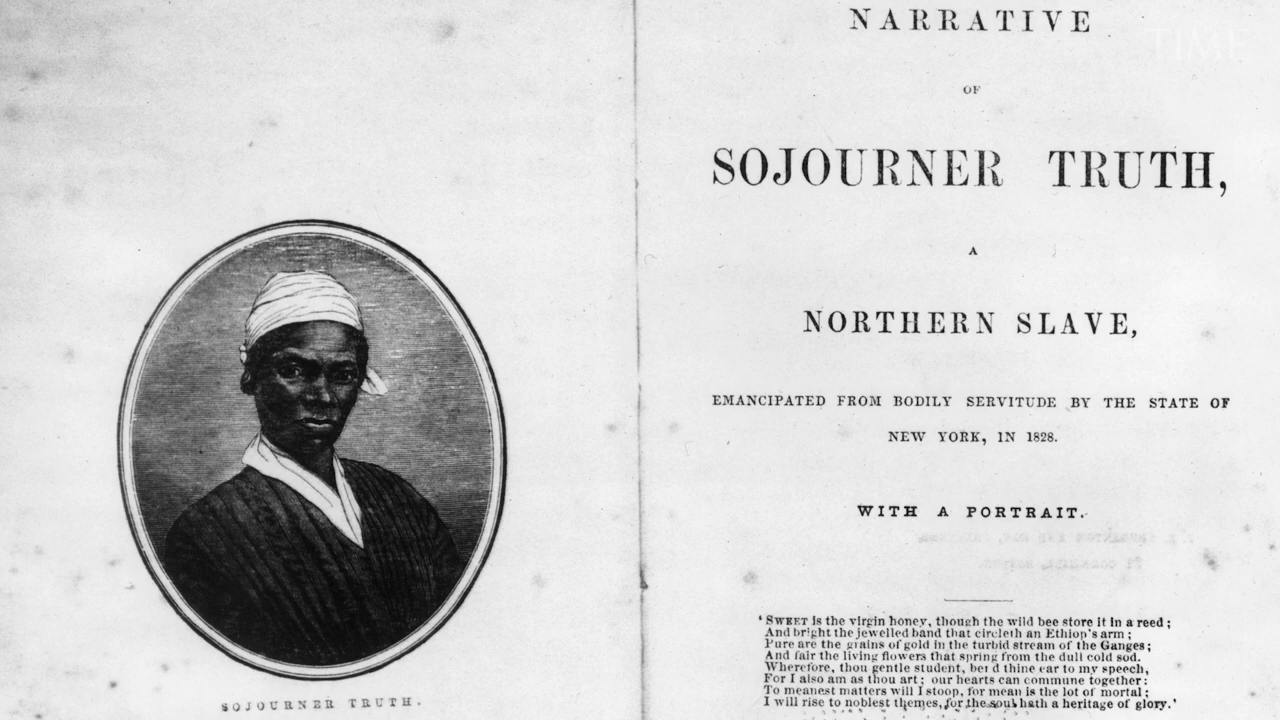 SOJOURNER TRUTH.
NARRATIVE
OF
SOJOURNER TRUTH,
A
NORTHERN SLAVE,
EMANCIPATED FROM BODILY SERVITUDE BY THE STATE OF
NEW YORK, IN 1828.
WITH A PORTRAIT.
'SWEET is the virgin honey, though the wild bee store it in a reed;
And bright the jewelled band that circleth an Ethiop's arm;
Pure are the grains of gold in the turbid stream of the Ganges;
And fair the living flowers that spring from the dull cold sod.
Wherefore, thou gentle student, bend thine ear to my speech,
For I also am as thou art; our hearts can commune together:
To meanest matters will I stoop, for mean is the lot of mortal;
I will rise to noblest themes, for the soul hath a heritage of glory.'
TIME